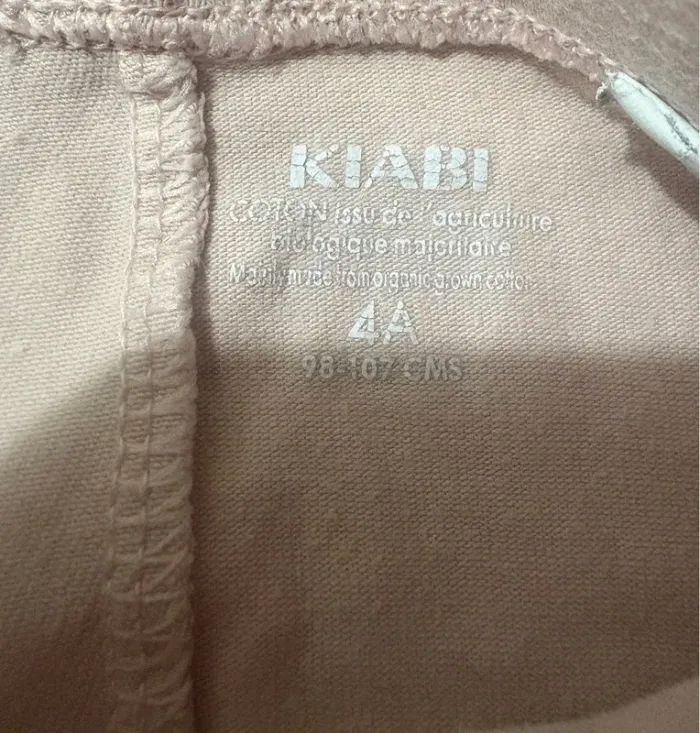 KIABI
COTON issu de l'agriculture
biologique majoritaire
Mainly made from organic grown cotton
4A
98-107 CMS